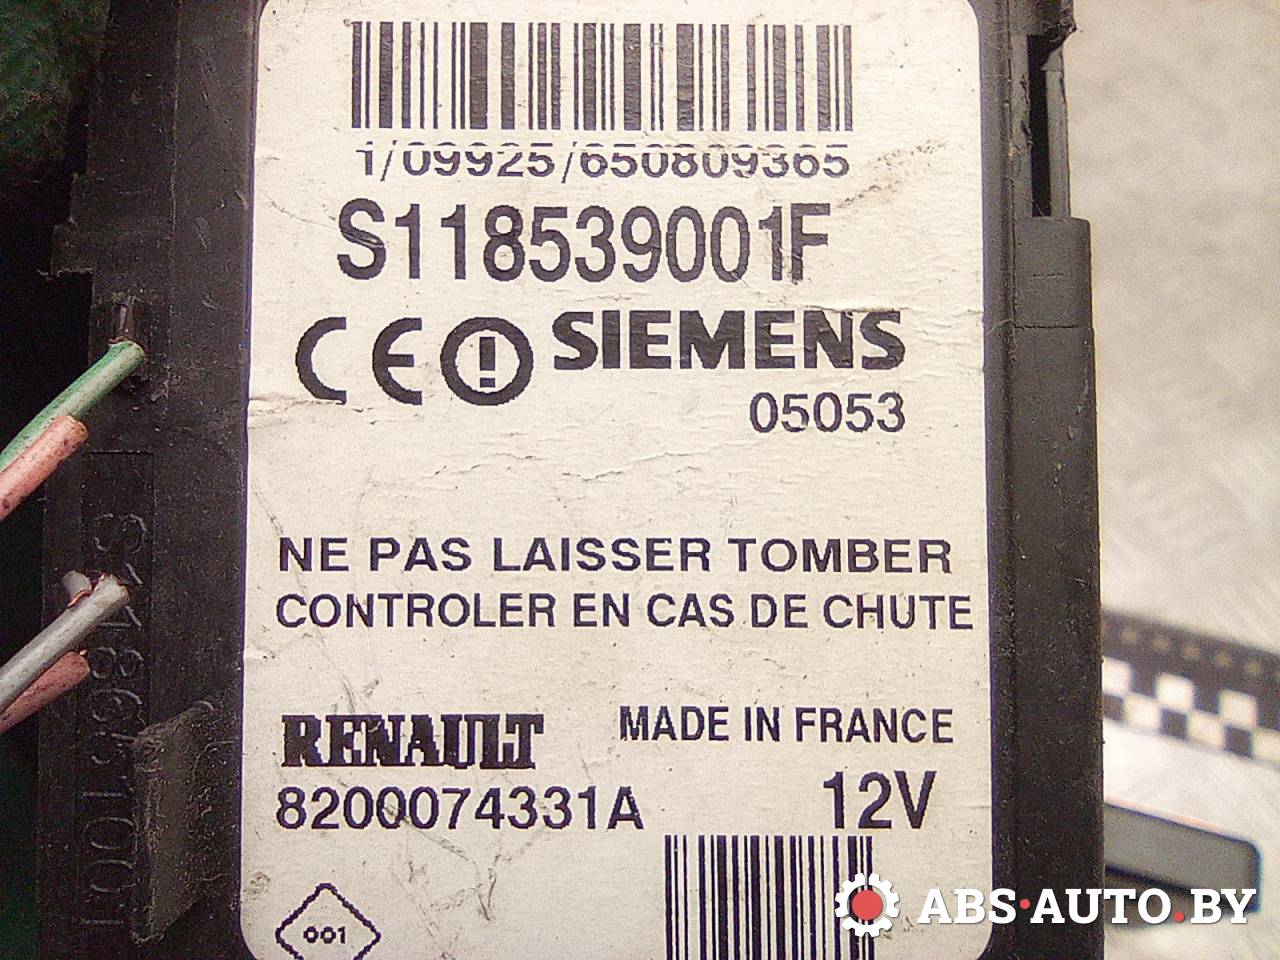 1/09925/650809365
S118539001F
CE SIEMENS
05053
NE PAS LAISSER TOMBER
CONTROLER EN CAS DE CHUTE
RENAULT MADE IN FRANCE
8200074331A 12V
001
ABS·AUTO.BY